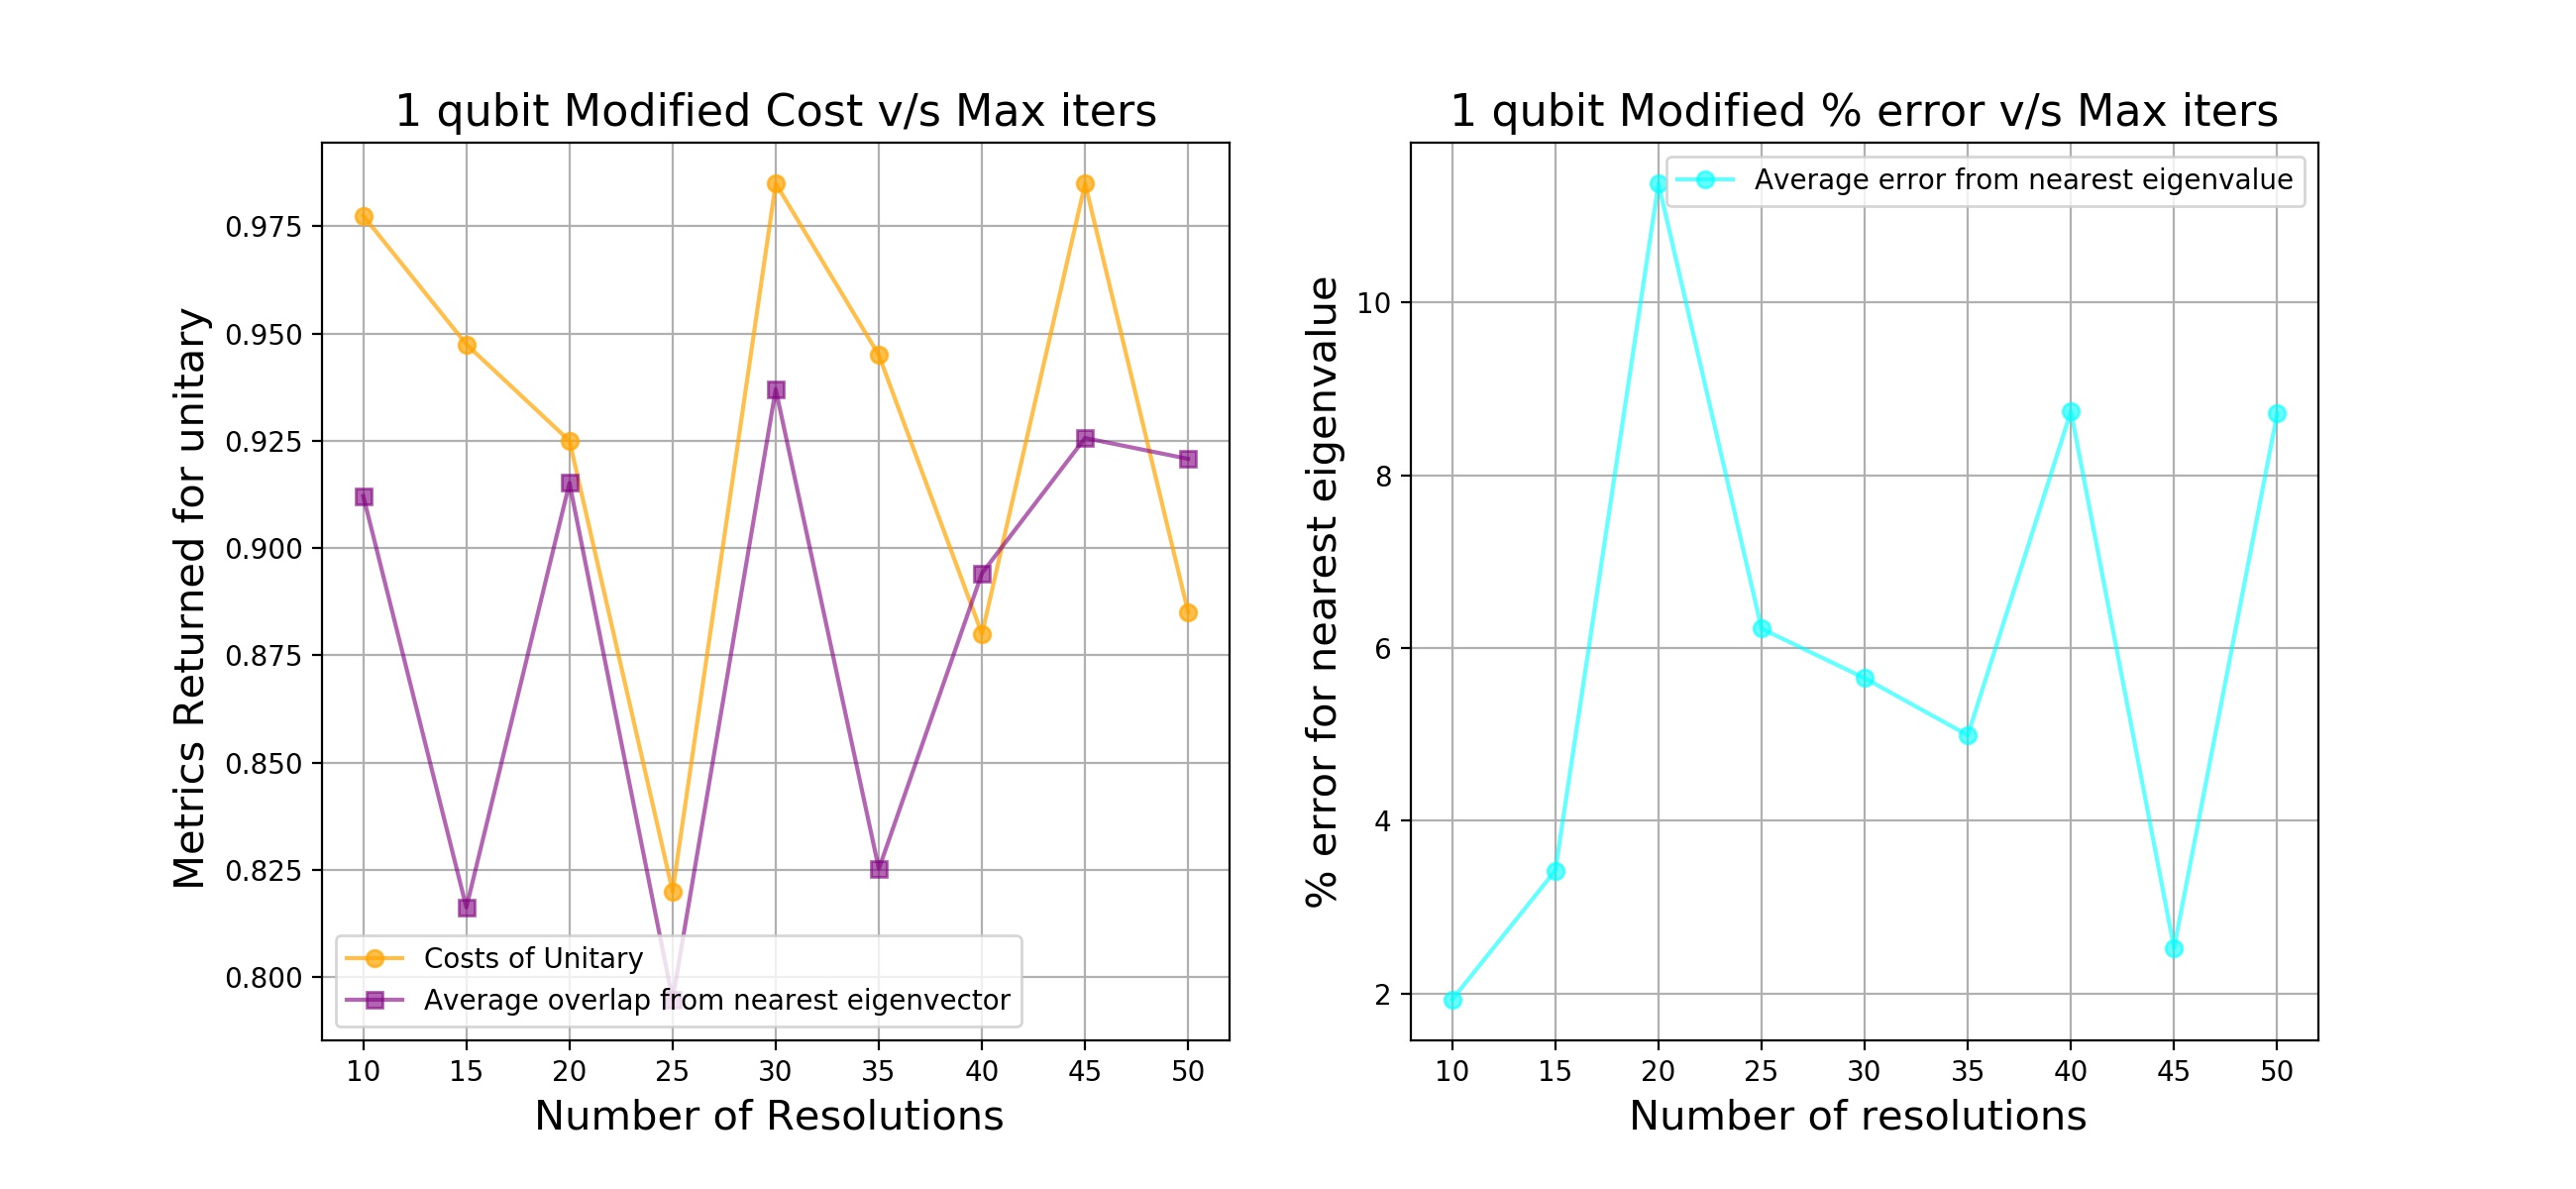 1 qubit Modified Cost v/s Max iters
Metrics Returned for unitary
0.975
0.950
0.925
0.900
0.875
0.850
0.825
0.800
Costs of Unitary
Average overlap from nearest eigenvector
10 15 20 25 30 35 40 45 50
Number of Resolutions
1 qubit Modified % error v/s Max iters
% error for nearest eigenvalue
Average error from nearest eigenvalue
10
8
6
4
2
10 15 20 25 30 35 40 45 50
Number of resolutions